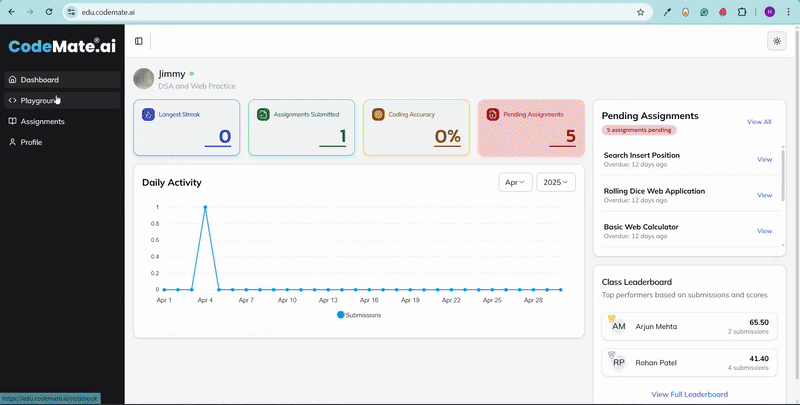 edu.codemate.ai
H
CodeMate.ai
®
Dashboard
Playground
Assignments
Profile
https://edu.codemate.ai/notebook
Jimmy
DSA and Web Practice
Longest Streak
0
Assignments Submitted
1
Coding Accuracy
0%
Pending Assignments
5
Daily Activity
Apr
2025
1
0.8
0.6
0.4
0.2
0
Apr 1
Apr 4
Apr 7
Apr 10
Apr 13
Apr 16
Apr 19
Apr 22
Apr 25
Apr 28
Submissions
Pending Assignments
View All
5 assignments pending
Search Insert Position
Overdue: 12 days ago
View
Rolling Dice Web Application
Overdue: 12 days ago
View
Basic Web Calculator
Overdue: 12 days ago
View
Class Leaderboard
Top performers based on submissions and scores
AM
Arjun Mehta
65.50
2 submissions
RP
Rohan Patel
41.40
4 submissions
View Full Leaderboard